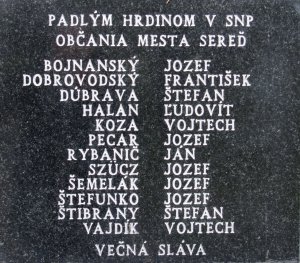 PADLÝM HRDINOM V SNP
OBČANIA MESTA SEREĎ
BOJNANSKÝ JOZEF
DOBROVODSKÝ FRANTIŠEK
DÚBRAVA ŠTEFAN
HALAN ĽUDOVÍT
KOZA VOJTECH
PECAR JOZEF
RYBANIČ JÁN
SZÜCZ JOZEF
ŠEMELÁK JOZEF
ŠTEFUNKO JOZEF
ŠTIBRANY ŠTEFAN
VAJDÍK VOJTECH
VEČNÁ SLÁVA